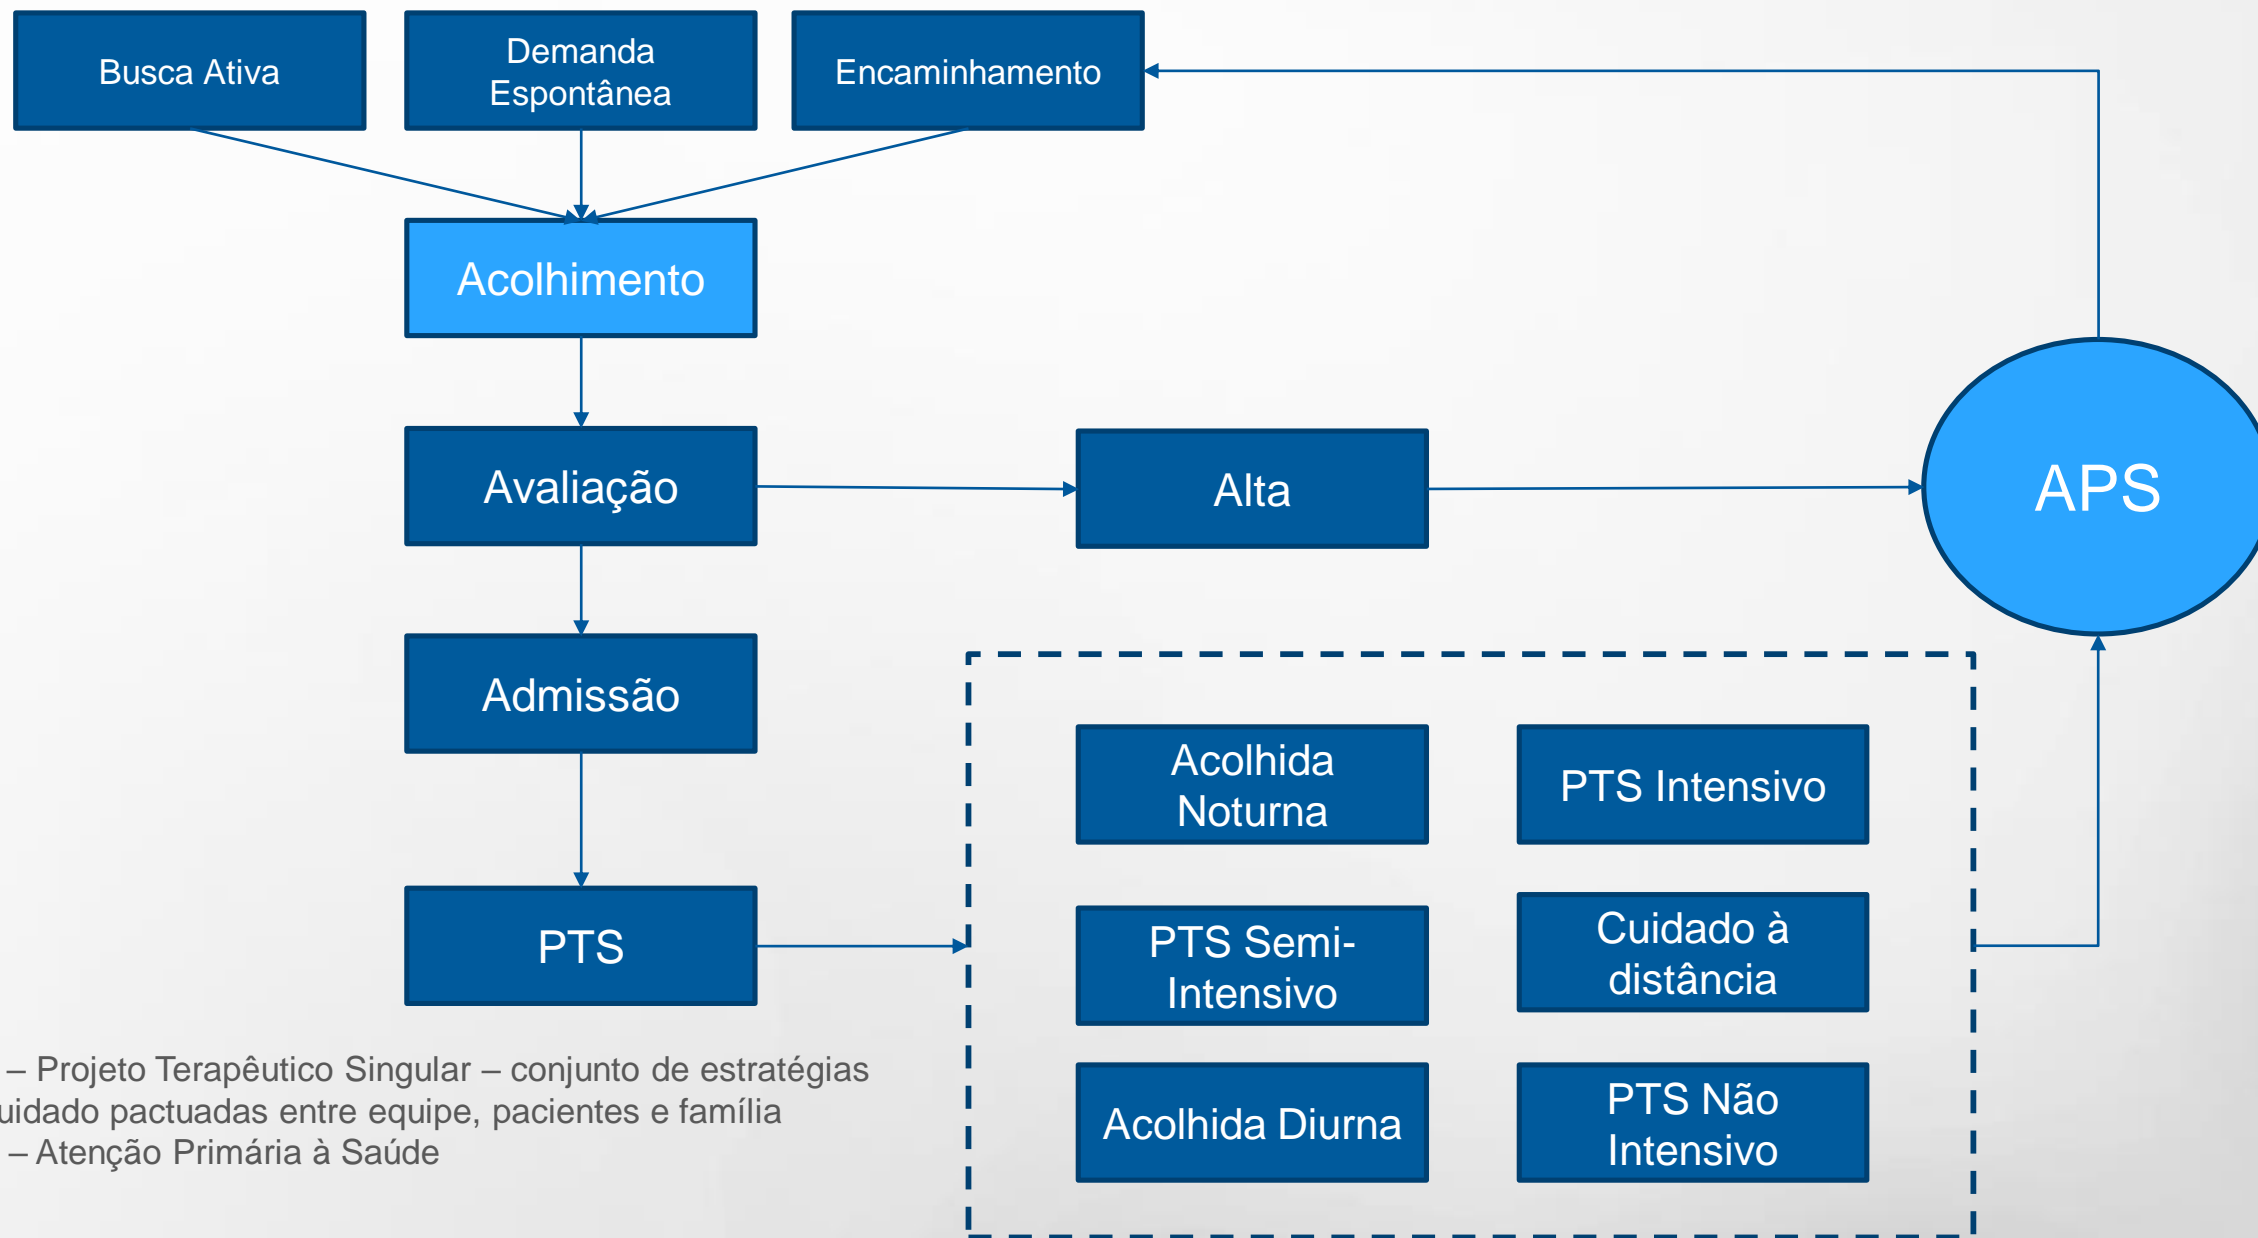 Busca Ativa
Demanda
Espontânea
Encaminhamento
Acolhimento
Avaliação
Alta
APS
Admissão
Acolhida
Noturna
PTS Intensivo
PTS
PTS Semi-
Intensivo
Cuidado à
distância
Acolhida Diurna
PTS Não
Intensivo
– Projeto Terapêutico Singular – conjunto de estratégias
pactuadas entre equipe, pacientes e família
– Atenção Primária à Saúde